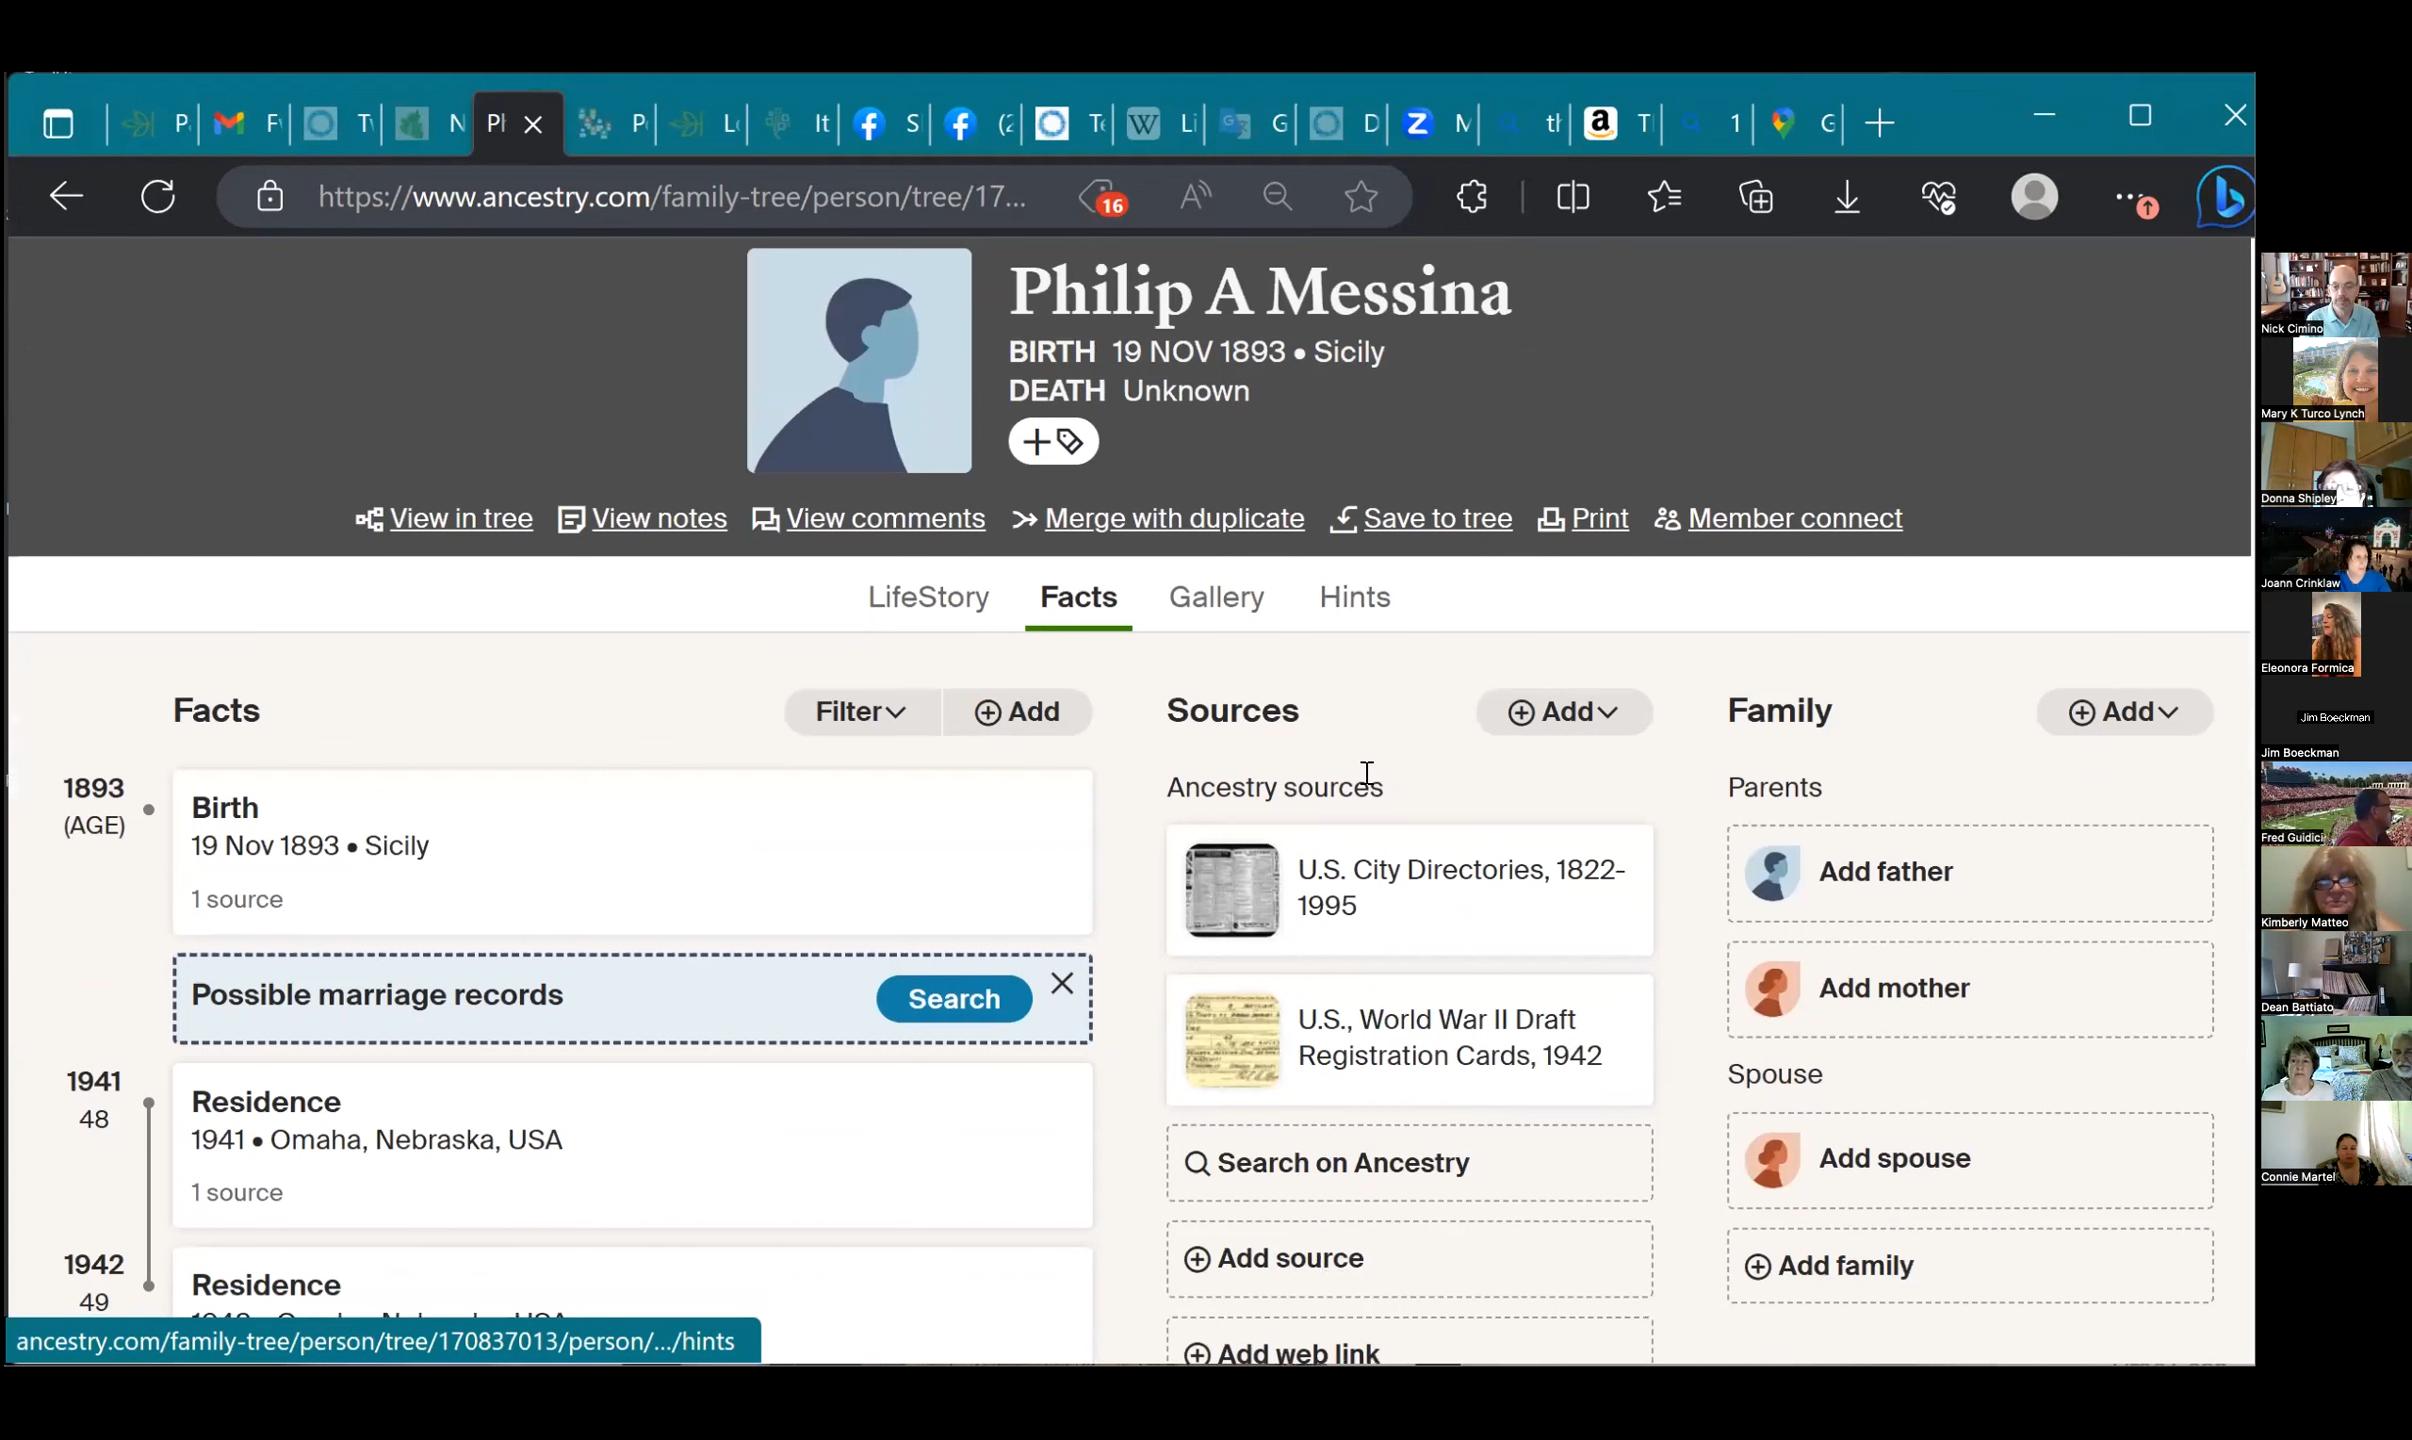 P
F
T
N
Pl
P
L
It
S
(2
Te
W
Li
G
D
Z
M
th
a
T
1
G
https://www.ancestry.com/family-tree/person/tree/17...
16
Philip A Messina
BIRTH 19 NOV 1893 • Sicily
DEATH Unknown
View in tree View notes View comments Merge with duplicate Save to tree Print Member connect
LifeStory Facts Gallery Hints
Facts
Filter
Add
1893
(AGE)
Birth
19 Nov 1893 • Sicily
1 source
Possible marriage records
Search
1941
48
Residence
1941 • Omaha, Nebraska, USA
1 source
1942
49
Residence
ancestry.com/family-tree/person/tree/170837013/person/.../hints
Sources
Add
Ancestry sources
U.S. City Directories, 1822-
1995
U.S., World War II Draft
Registration Cards, 1942
Search on Ancestry
Add source
Add web link
Family
Add
Parents
Add father
Add mother
Spouse
Add spouse
Add family
Nick Cimino
Mary K Turco Lynch
Donna Shipley
Joann Crinklaw
Eleonora Formica
Jim Boeckman
Jim Boeckman
Fred Guidici
Kimberly Matteo
Dean Battiato
Connie Martel